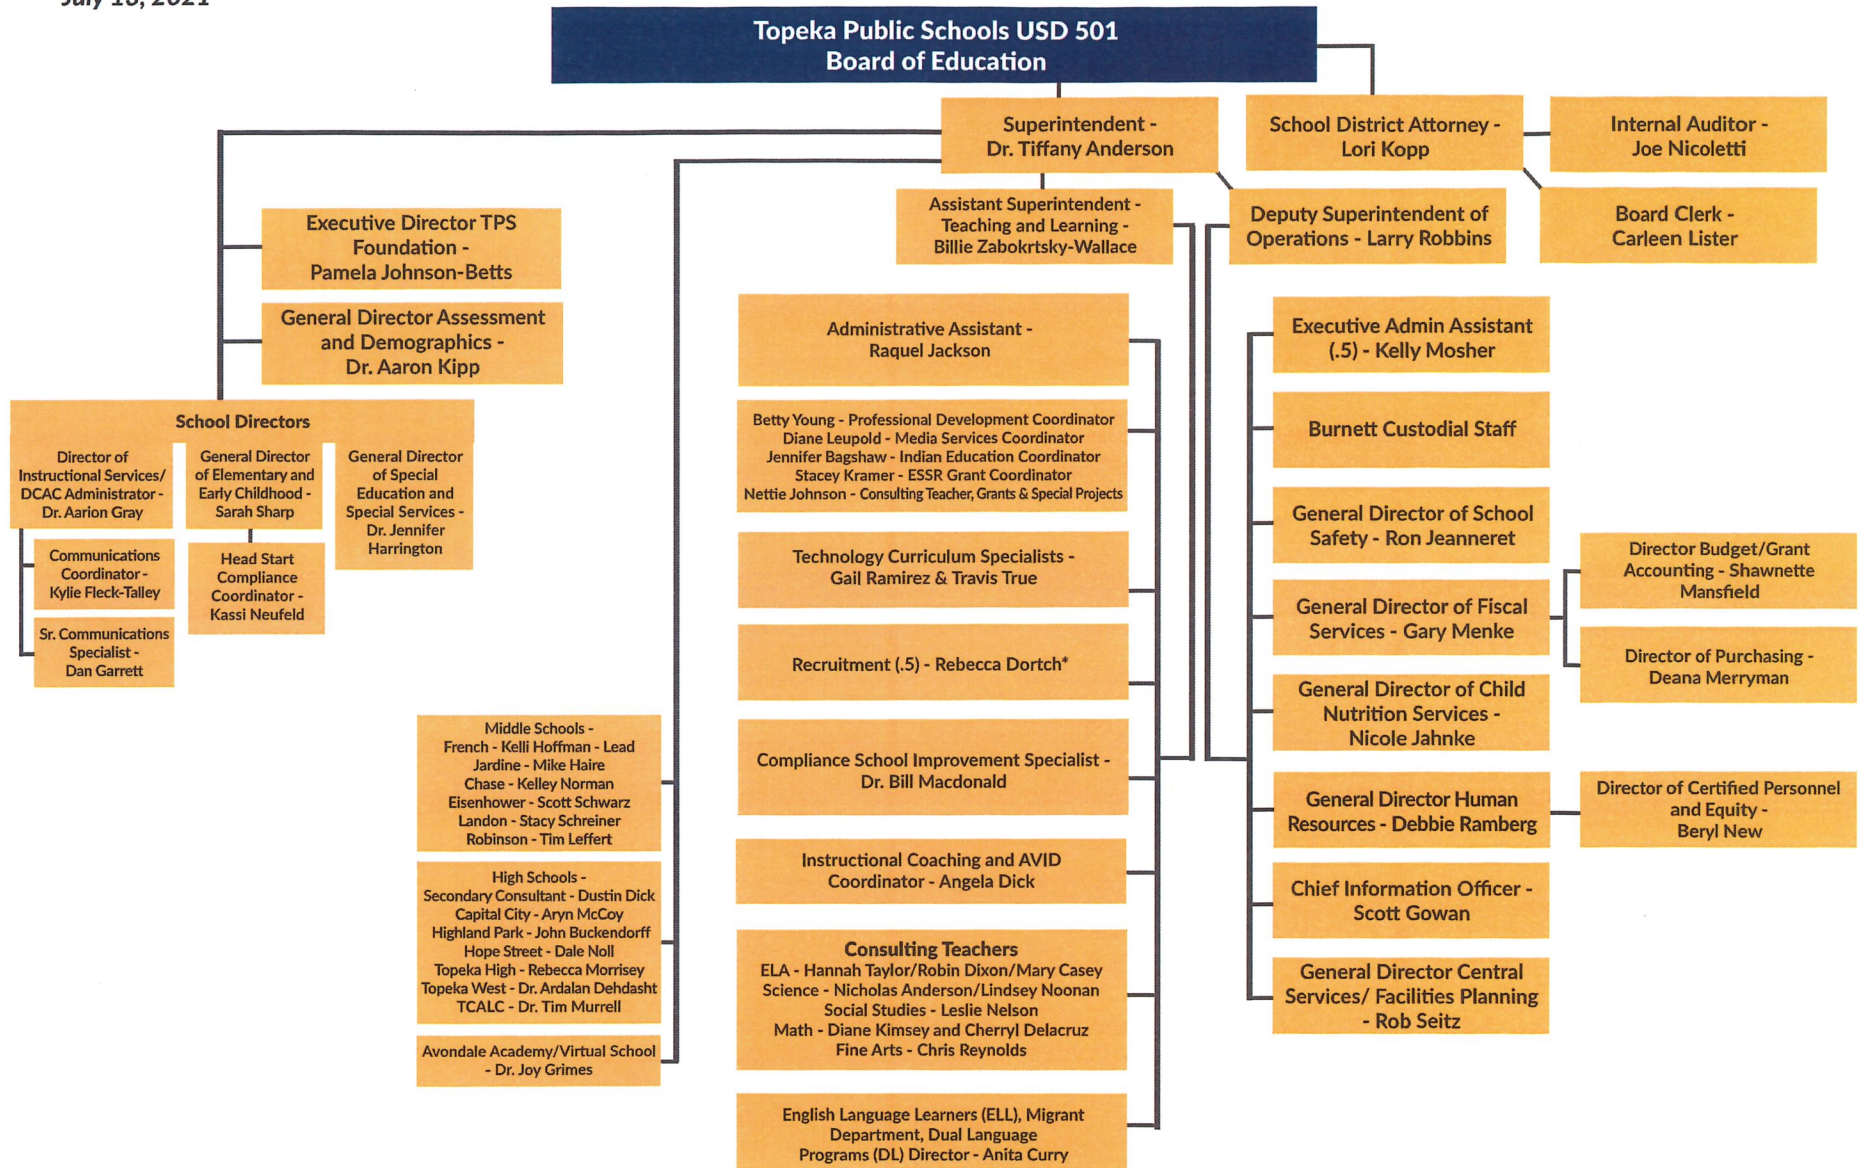 July 13, 2021
Topeka Public Schools USD 501
Board of Education
Superintendent -
Dr. Tiffany Anderson
School District Attorney -
Lori Kopp
Internal Auditor -
Joe Nicoletti
Assistant Superintendent -
Teaching and Learning -
Billie Zabokrtsky-Wallace
Deputy Superintendent of
Operations - Larry Robbins
Board Clerk -
Carleen Lister
Executive Director TPS
Foundation -
Pamela Johnson-Betts
General Director Assessment
and Demographics -
Dr. Aaron Kipp
School Directors
Director of
Instructional Services/
DCAC Administrator -
Dr. Aarion Gray
General Director
of Elementary and
Early Childhood -
Sarah Sharp
General Director
of Special
Education and
Special Services -
Dr. Jennifer
Harrington
Communications
Coordinator -
Kylie Fleck-Talley
Sr. Communications
Specialist -
Dan Garrett
Head Start
Compliance
Coordinator -
Kassi Neufeld
Middle Schools -
French - Kelli Hoffman - Lead
Jardine - Mike Haire
Chase - Kelley Norman
Eisenhower - Scott Schwarz
Landon - Stacy Schreiner
Robinson - Tim Leffert
High Schools -
Secondary Consultant - Dustin Dick
Capital City - Aryn McCoy
Highland Park - John Buckendorff
Hope Street - Dale Noll
Topeka High - Rebecca Morrisey
Topeka West - Dr. Ardalan Dehdasht
TCALC - Dr. Tim Murrell
Avondale Academy/Virtual School
- Dr. Joy Grimes
Administrative Assistant -
Raquel Jackson
Betty Young - Professional Development Coordinator
Diane Leupold - Media Services Coordinator
Jennifer Bagshaw - Indian Education Coordinator
Stacey Kramer - ESSR Grant Coordinator
Nettie Johnson - Consulting Teacher, Grants & Special Projects
Technology Curriculum Specialists -
Gail Ramirez & Travis True
Recruitment (.5) - Rebecca Dortch*
Compliance School Improvement Specialist -
Dr. Bill Macdonald
Instructional Coaching and AVID
Coordinator - Angela Dick
Consulting Teachers
ELA - Hannah Taylor/Robin Dixon/Mary Casey
Science - Nicholas Anderson/Lindsey Noonan
Social Studies - Leslie Nelson
Math - Diane Kimsey and Cherryl Delacruz
Fine Arts - Chris Reynolds
English Language Learners (ELL), Migrant
Department, Dual Language
Programs (DL) Director - Anita Curry
Executive Admin Assistant
(.5) - Kelly Mosher
Burnett Custodial Staff
General Director of School
Safety - Ron Jeanneret
General Director of Fiscal
Services - Gary Menke
Director Budget/Grant
Accounting - Shawnette
Mansfield
Director of Purchasing -
Deana Merryman
General Director of Child
Nutrition Services -
Nicole Jahnke
General Director Human
Resources - Debbie Ramberg
Director of Certified Personnel
and Equity -
Beryl New
Chief Information Officer -
Scott Gowan
General Director Central
Services/ Facilities Planning
- Rob Seitz